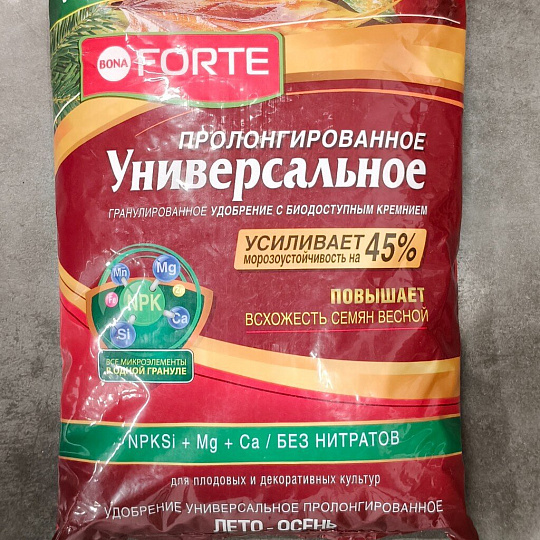 BONA FORTE
ПРОЛОНГИРОВАННОЕ
Универсальное
ГРАНУЛИРОВАННОЕ УДОБРЕНИЕ С БИОДОСТУПНЫМ КРЕМНИЕМ
УСИЛИВАЕТ
МОРОЗОУСТОЙЧИВОСТЬ НА 45%
ПОВЫШАЕТ
ВСХОЖЕСТЬ СЕМЯН ВЕСНОЙ
Mn Mg
NPK
Si Ca
ВСЕ МИКРОЭЛЕМЕНТЫ
В ОДНОЙ ГРАНУЛЕ
NPKSi + Mg + Ca / БЕЗ НИТРАТОВ
для плодовых и декоративных культур
УДОБРЕНИЕ УНИВЕРСАЛЬНОЕ ПРОЛОНГИРОВАННОЕ
ЛЕТО - ОСЕНЬ